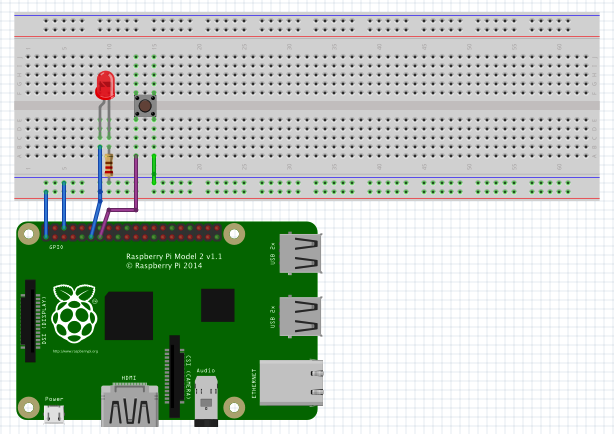 GPIO
Raspberry Pi Model 2 v1.1
© Raspberry Pi 2014
USB 2x
DSI (DISPLAY)
USB 2x
http://www.raspberrypi.org
HDMI
CSI (CAMERA)
Audio
ETHERNET
Power